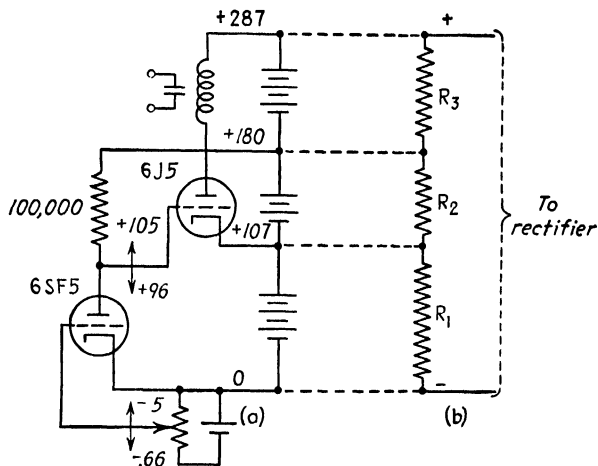 +287
+
R3
+180
6J5
100,000
+105
R2
+107
To
rectifier
+96
6SF5
R1
0
-
-5
(a)
(b)
-.66